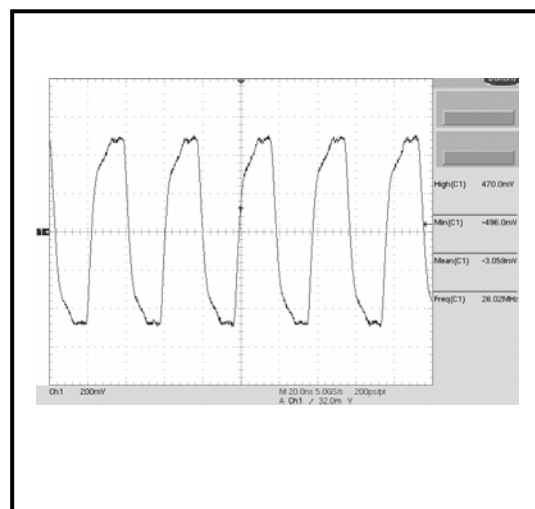 Buttons
High(C1) 470.0mV
Min(C1) -496.0mV
Mean(C1) -3.059mV
Freq(C1) 26.02MHz
Ch1 200mV M 20.0ns 5.0GS/s 200ps/pt
A Ch1 / 32.0m V